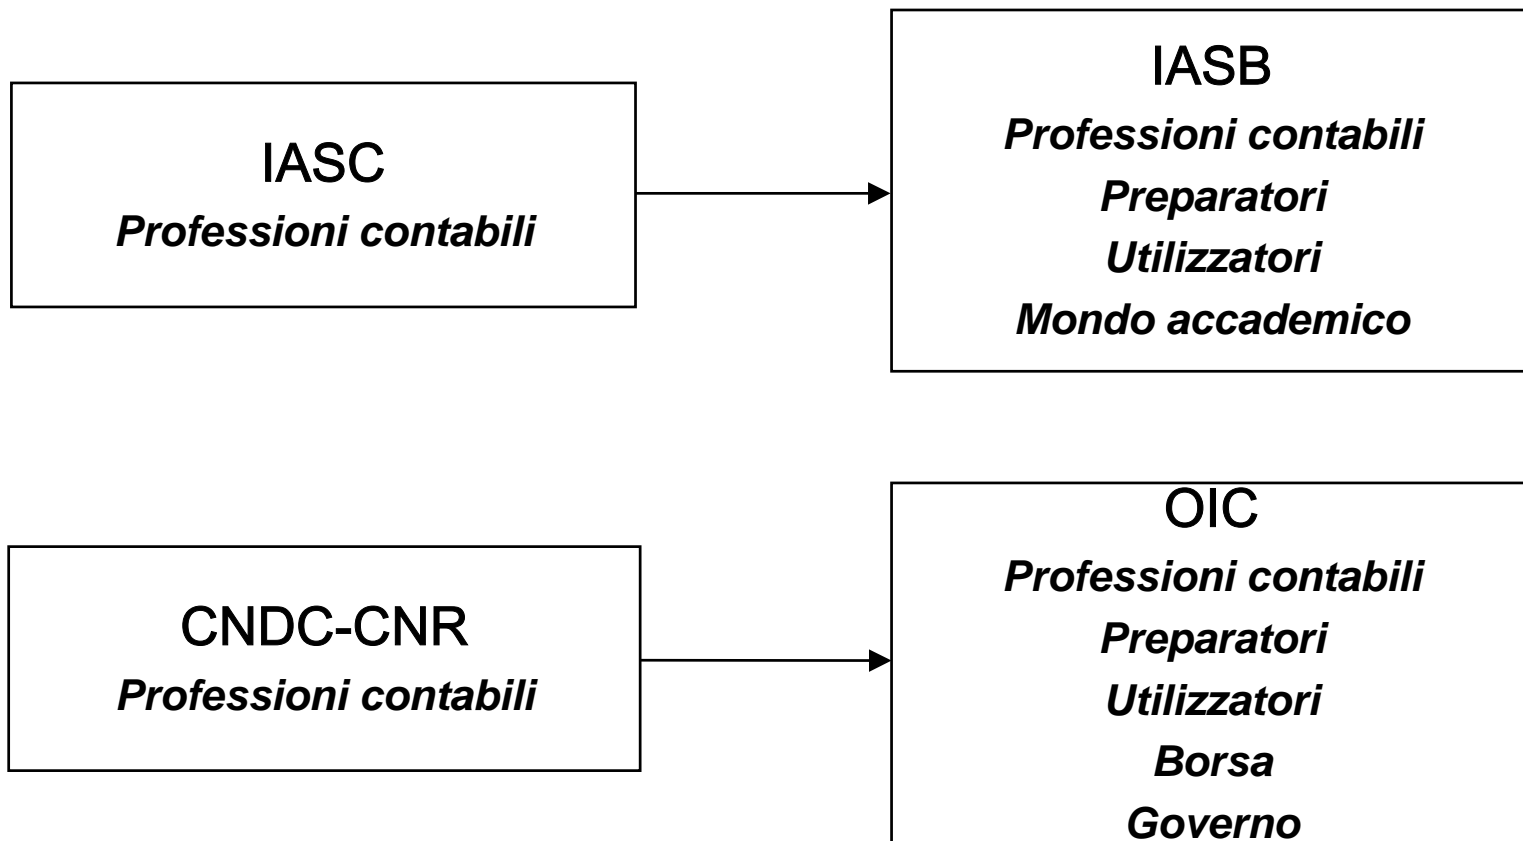 IASC
Professioni contabili
IASB
Professioni contabili
Preparatori
Utilizzatori
Mondo accademico
CNDC-CNR
Professioni contabili
OIC
Professioni contabili
Preparatori
Utilizzatori
Borsa
Governo